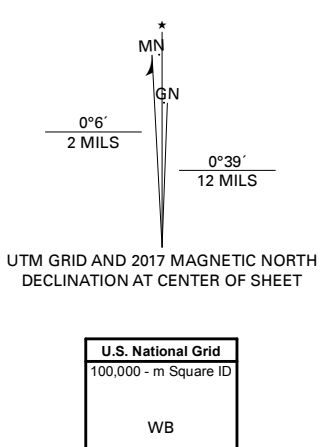 ★
MN
GN
0°6´
2 MILS
0°39´
12 MILS
UTM GRID AND 2017 MAGNETIC NORTH
DECLINATION AT CENTER OF SHEET
U.S. National Grid
100,000 - m Square ID
WB